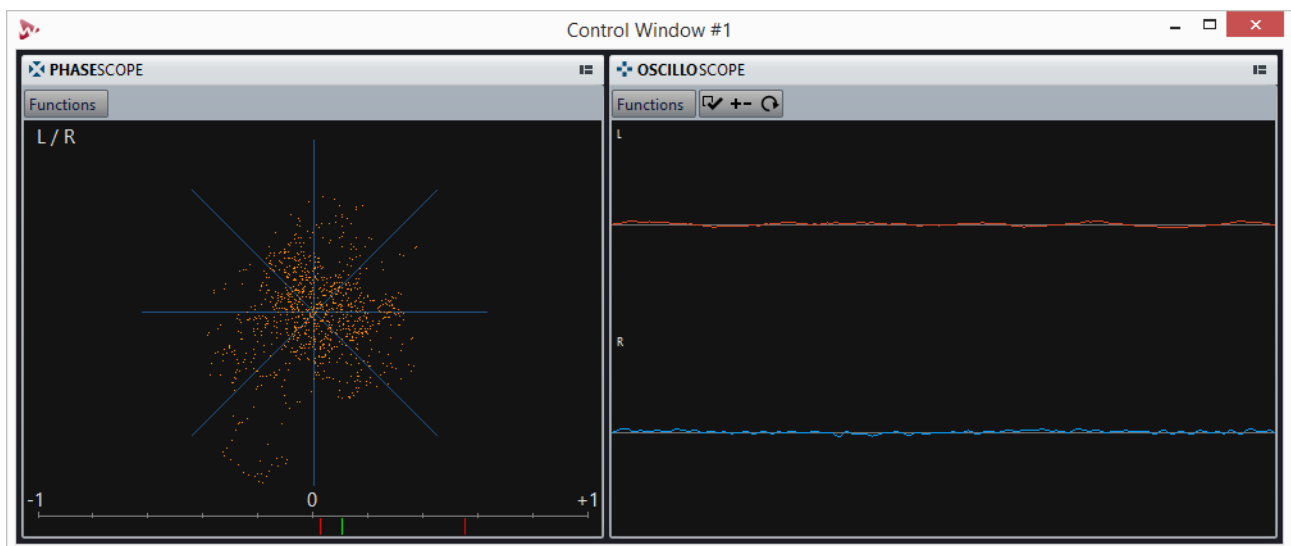 Control Window #1
PHASESCOPE
Functions
L / R
-1 0 +1
OSCILLOSCOPE
Functions
L
R